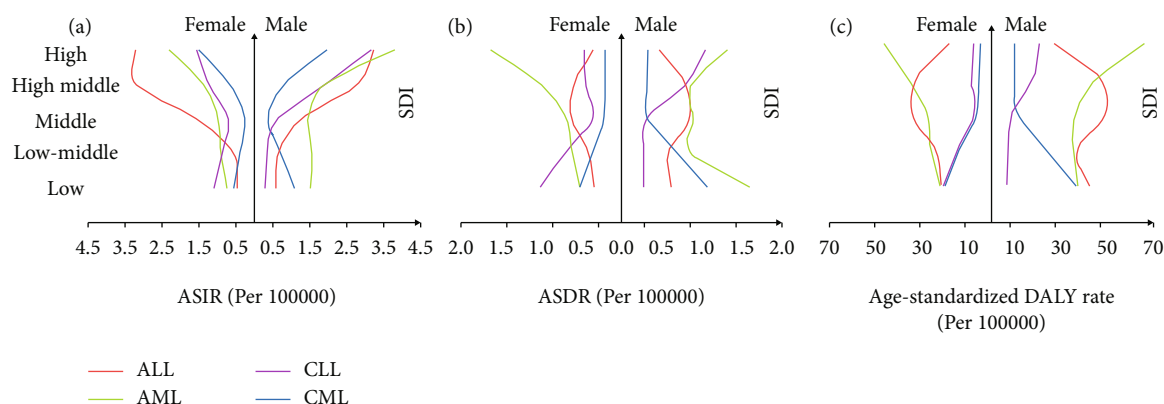 (a) Female Male
High
High middle
Middle
Low-middle
Low
SDI
4.5 3.5 2.5 1.5 0.5 0.5 1.5 2.5 3.5 4.5
ASIR (Per 100000)
(b) Female Male
SDI
2.0 1.0 0.5 0.0 0.5 1.0 1.5 2.0
ASDR (Per 100000)
(c) Female Male
SDI
70 50 30 10 10 30 50 70
Age-standardized DALY rate
(Per 100000)
ALL
AML
CLL
CML